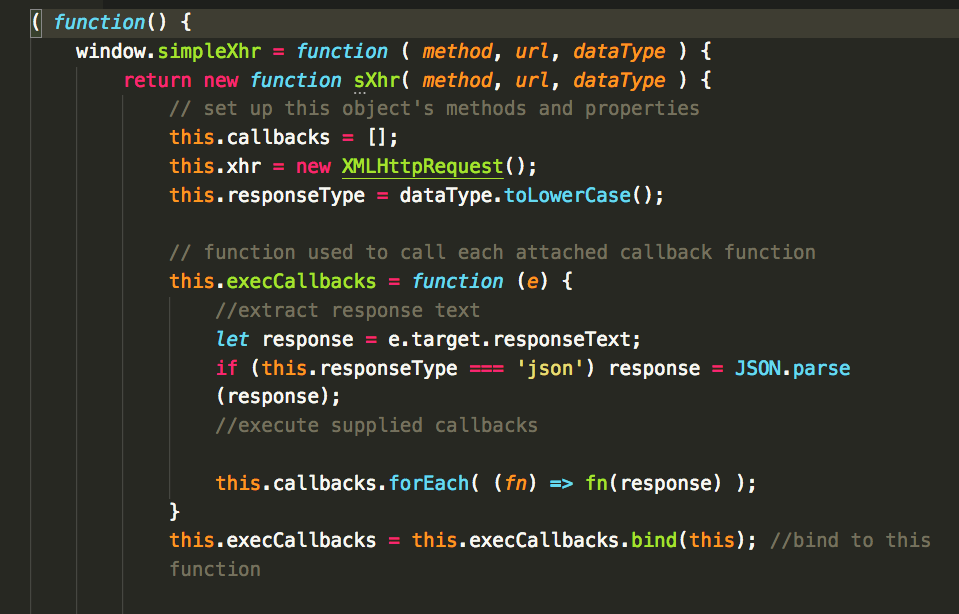 ( function() {
window.simpleXhr = function ( method, url, dataType ) {
return new function sXhr( method, url, dataType ) {
// set up this object's methods and properties
this.callbacks = [];
this.xhr = new XMLHttpRequest();
this.responseType = dataType.toLowerCase();
// function used to call each attached callback function
this.execCallbacks = function (e) {
//extract response text
let response = e.target.responseText;
if (this.responseType === 'json') response = JSON.parse
(response);
//execute supplied callbacks
this.callbacks.forEach( (fn) => fn(response) );
}
this.execCallbacks = this.execCallbacks.bind(this); //bind to this
function